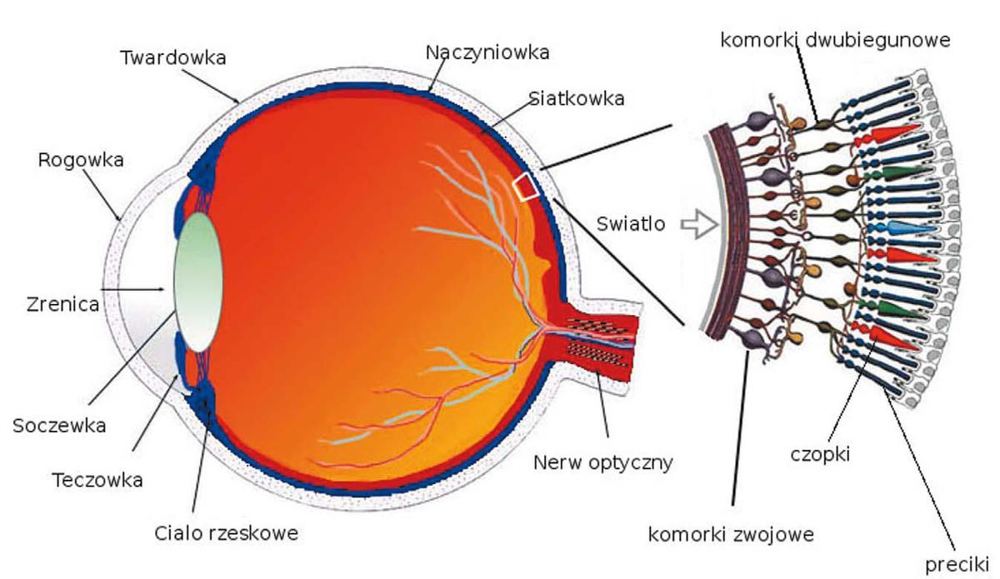 komorki dwubiegunowe
Twardowka
Naczyniowka
Siatkowka
Rogowka
Swiatlo
Zrenica
Soczewka
czopki
Nerw optyczny
Teczowka
Cialo rzeskowe
komorki zwojowe
preciki